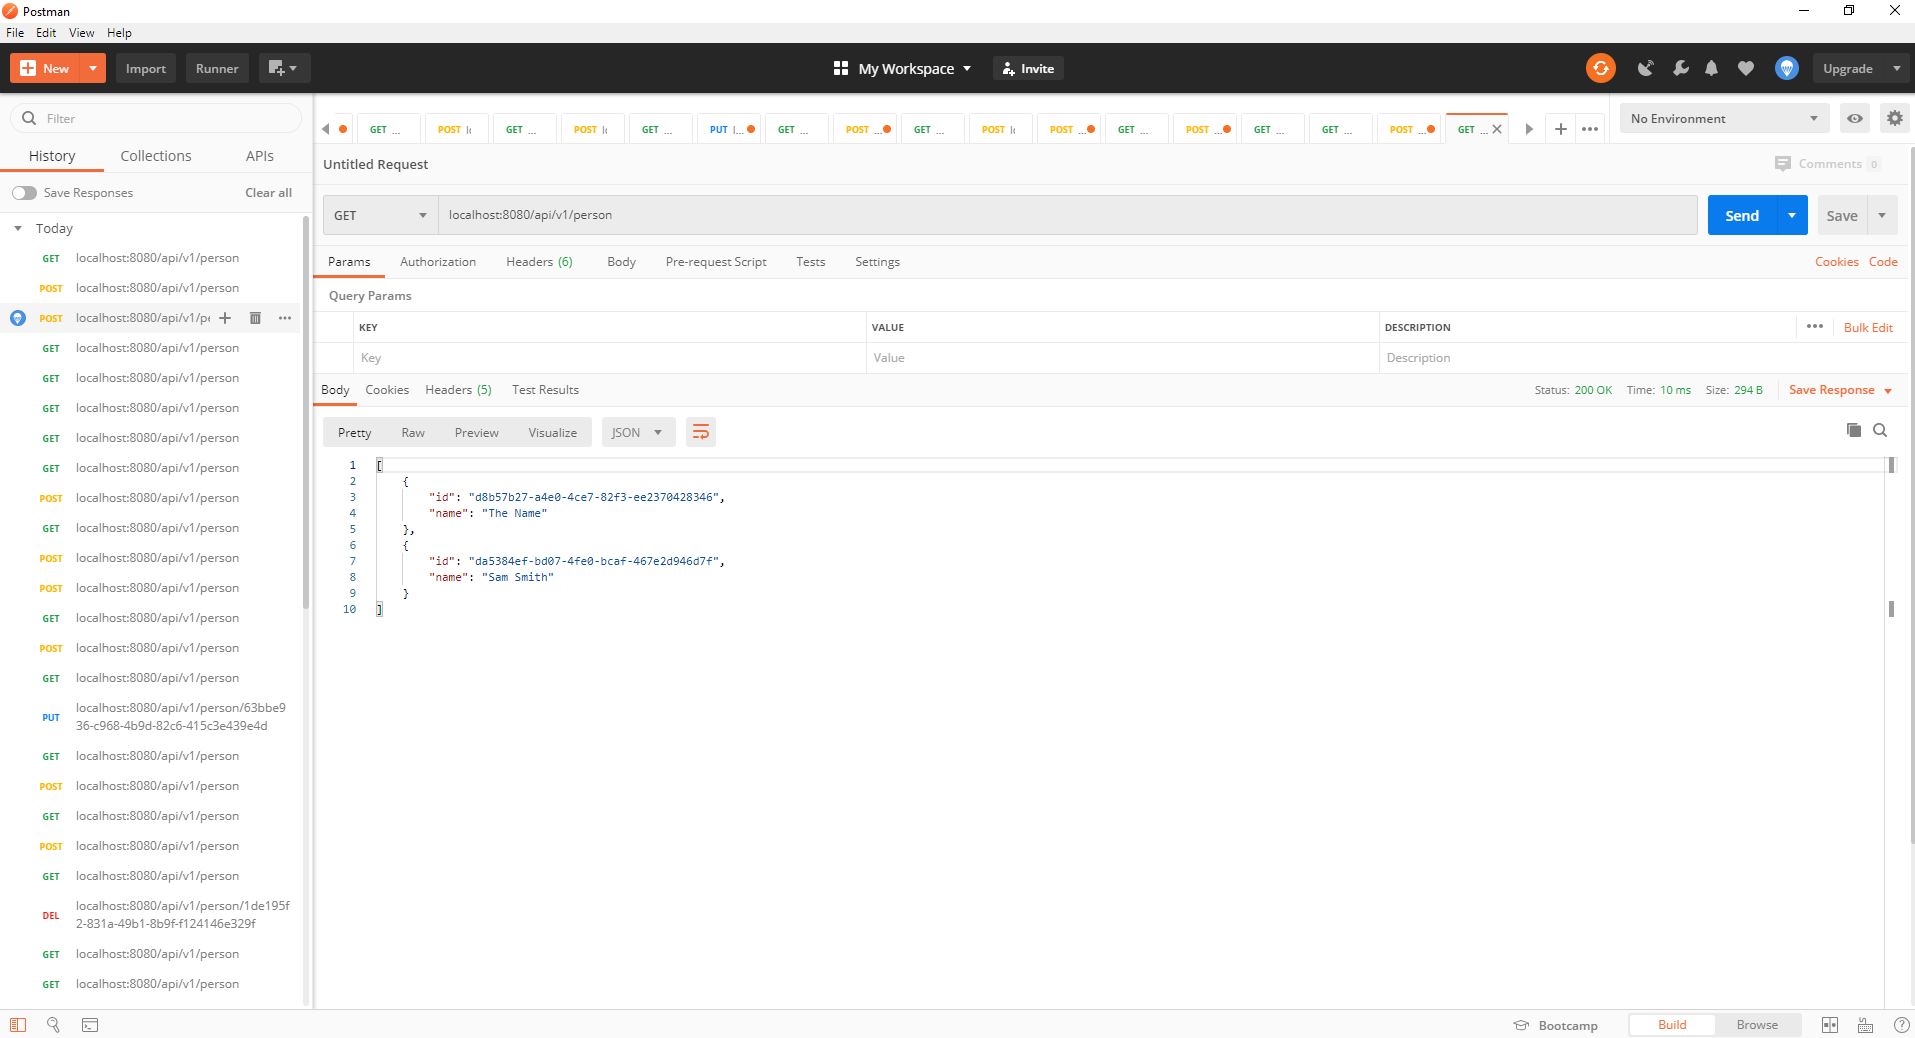 Postman
File Edit View Help
New Import Runner My Workspace Invite Upgrade
Filter
History Collections APIs
Save Responses Clear all
Today
GET localhost:8080/api/v1/person
POST localhost:8080/api/v1/person
POST localhost:8080/api/v1/pe
GET localhost:8080/api/v1/person
GET localhost:8080/api/v1/person
GET localhost:8080/api/v1/person
GET localhost:8080/api/v1/person
GET localhost:8080/api/v1/person
POST localhost:8080/api/v1/person
GET localhost:8080/api/v1/person
POST localhost:8080/api/v1/person
POST localhost:8080/api/v1/person
GET localhost:8080/api/v1/person
POST localhost:8080/api/v1/person
GET localhost:8080/api/v1/person
PUT localhost:8080/api/v1/person/63bbe9
36-c968-4b9d-82c6-415c3e439e4d
GET localhost:8080/api/v1/person
POST localhost:8080/api/v1/person
GET localhost:8080/api/v1/person
POST localhost:8080/api/v1/person
GET localhost:8080/api/v1/person
DEL localhost:8080/api/v1/person/1de195f
2-831a-49b1-8b9f-f124146e329f
GET localhost:8080/api/v1/person
GET localhost:8080/api/v1/person
GET ... POST GET ... POST GET ... PUT ... GET ... POST ... GET ... POST POST ... GET ... POST ... GET ... GET ... POST ... GET ... No Environment
Untitled Request Comments 0
GET localhost:8080/api/v1/person Send Save
Params Authorization Headers (6) Body Pre-request Script Tests Settings Cookies Code
Query Params
KEY VALUE DESCRIPTION Bulk Edit
Key Value Description
Body Cookies Headers (5) Test Results Status: 200 OK Time: 10 ms Size: 294 B Save Response
Pretty Raw Preview Visualize JSON
1 [
2 {
3 "id": "d8b57b27-a4e0-4ce7-82f3-ee2370428346",
4 "name": "The Name"
5 },
6 {
7 "id": "da5384ef-bd07-4fe0-bcaf-467e2d946d7f",
8 "name": "Sam Smith"
9 }
10 ]
Bootcamp Build Browse